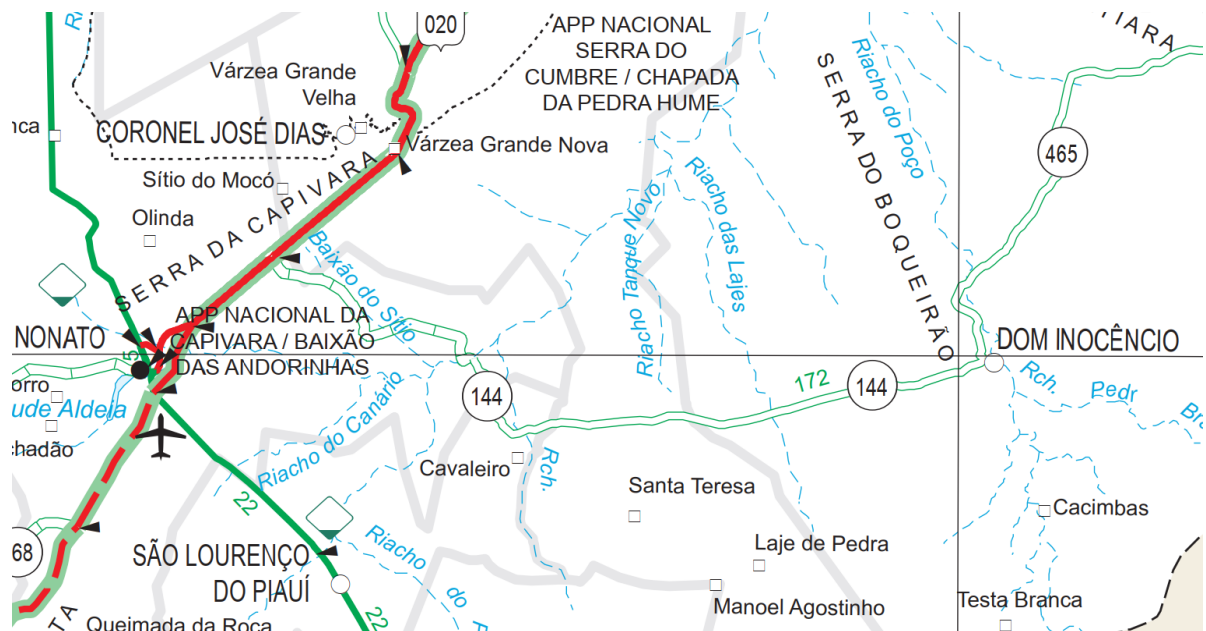 020
APP NACIONAL
SERRA DO
CUMBRE / CHAPADA
DA PEDRA HUME
TIARA
Várzea Grande
Velha
CORONEL JOSÉ DIAS
Várzea Grande Nova
Sítio do Mocó
Olinda
SERRA DA CAPIVARA
Baixão do Sítio
Riacho Tanque Novo
Riacho das Lajes
Riacho do Poço
SERRA DO BOQUEIRÃO
465
NONATO
APP NACIONAL DA
CAPIVARA / BAIXÃO
DAS ANDORINHAS
5
DOM INOCÊNCIO
Rch.
Pedr
Bra
orro
ude Aldeia
chadão
144
172
144
Riacho do Canário
Cavaleiro
Rch.
Santa Teresa
22
Cacimbas
68
SÃO LOURENÇO
DO PIAUÍ
Riacho do
Laje de Pedra
Manoel Agostinho
Testa Branca
22
TA
Queimada da Roça